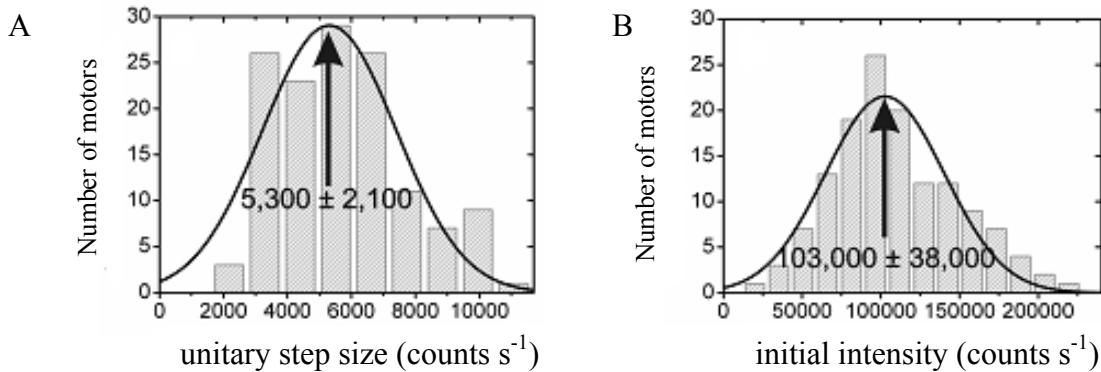 A
Number of motors
30
25
20
15
10
5
0
5,300 ± 2,100
0 2000 4000 6000 8000 10000
unitary step size (counts s⁻¹)
B
Number of motors
30
25
20
15
10
5
0
103,000 ± 38,000
0 50000 100000 150000 200000
initial intensity (counts s⁻¹)